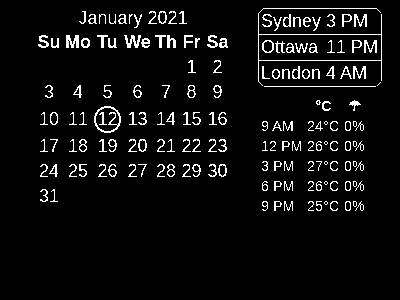 January 2021
Su Mo Tu We Th Fr Sa
1 2
3 4 5 6 7 8 9
10 11 12 13 14 15 16
17 18 19 20 21 22 23
24 25 26 27 28 29 30
31
Sydney 3 PM
Ottawa 11 PM
London 4 AM
°C ☂
9 AM 24°C 0%
12 PM 26°C 0%
3 PM 27°C 0%
6 PM 26°C 0%
9 PM 25°C 0%